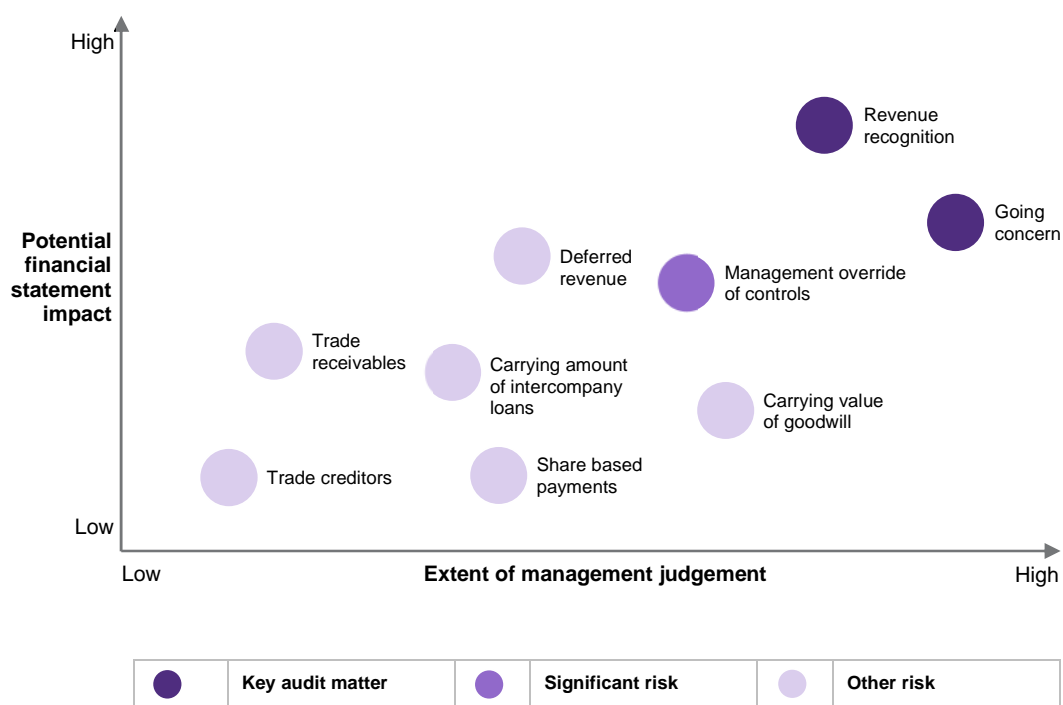 High
Revenue
recognition
Going
concern
Potential
financial
statement
impact
Deferred
revenue
Management override
of controls
Trade
receivables
Carrying amount
of intercompany
loans
Carrying value
of goodwill
Trade creditors
Share based
payments
Low
Low
Extent of management judgement
High
Key audit matter
Significant risk
Other risk